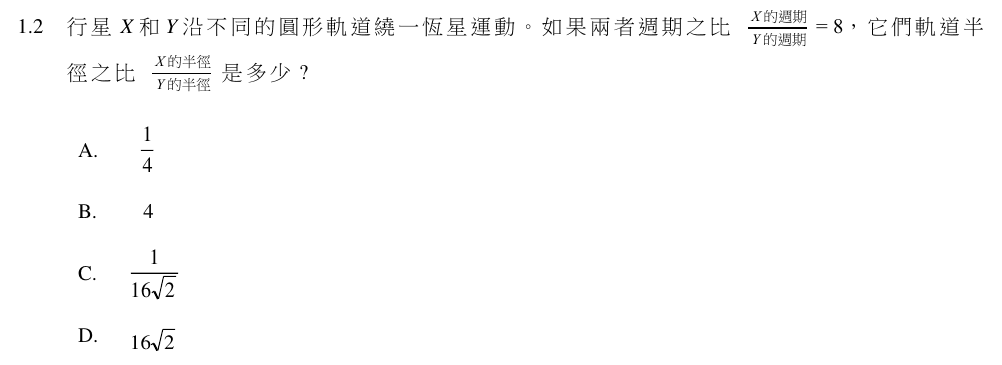 1.2 行星 X 和 Y 沿不同的圓形軌道繞一恆星運動。如果兩者週期之比 X的週期/Y的週期 = 8，它們軌道半
徑之比 X的半徑/Y的半徑 是多少？
A. 1/4
B. 4
C. 1/16√2
D. 16√2